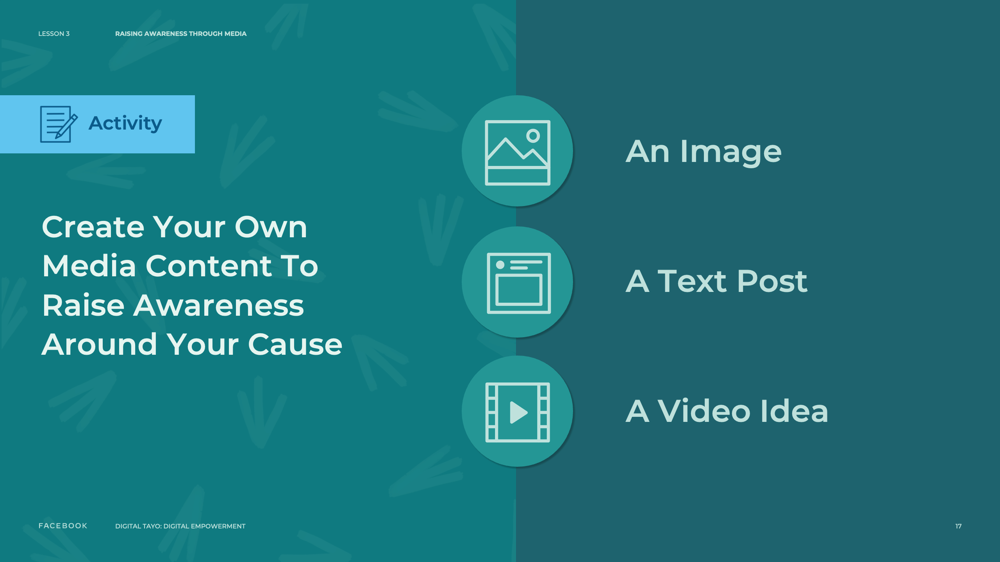 LESSON 3
RAISING AWARENESS THROUGH MEDIA
Activity
Create Your Own
Media Content To
Raise Awareness
Around Your Cause
An Image
A Text Post
A Video Idea
FACEBOOK
DIGITAL TAYO: DIGITAL EMPOWERMENT
17